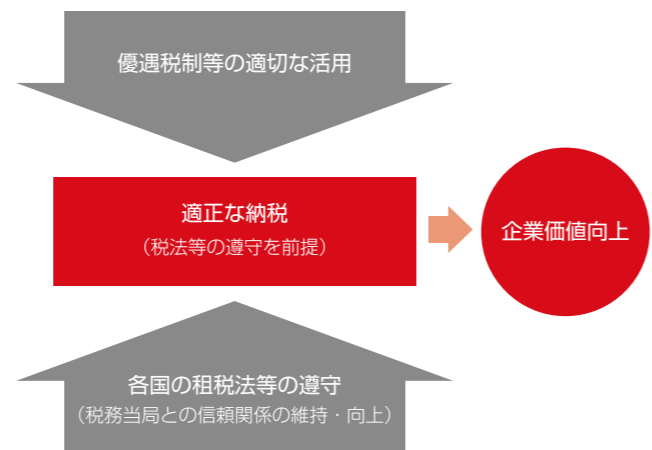 優遇税制等の適切な活用
適正な納税
（税法等の遵守を前提）
企業価値向上
各国の租税法等の遵守
（税務当局との信頼関係の維持・向上）